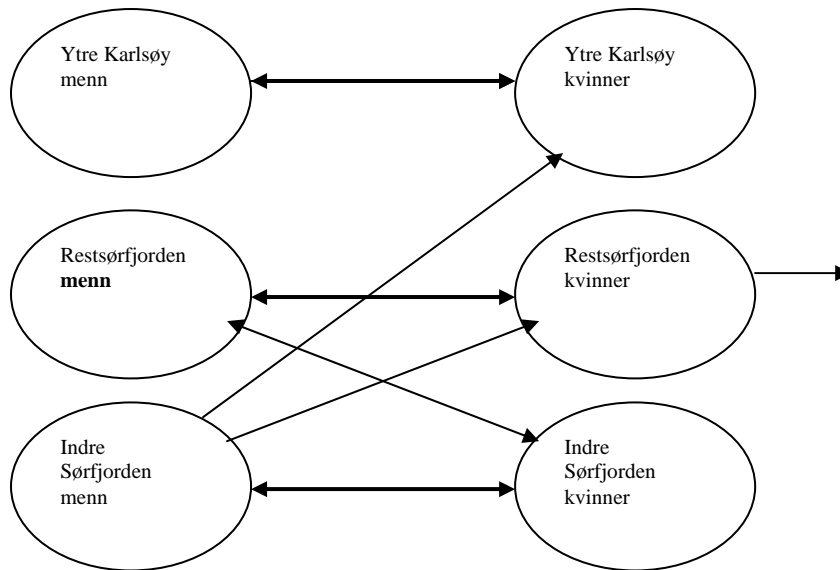 Ytre Karlsøy
menn
Ytre Karlsøy
kvinner
Restsørfjorden
menn
Restsørfjorden
kvinner
Indre
Sørfjorden
menn
Indre
Sørfjorden
kvinner